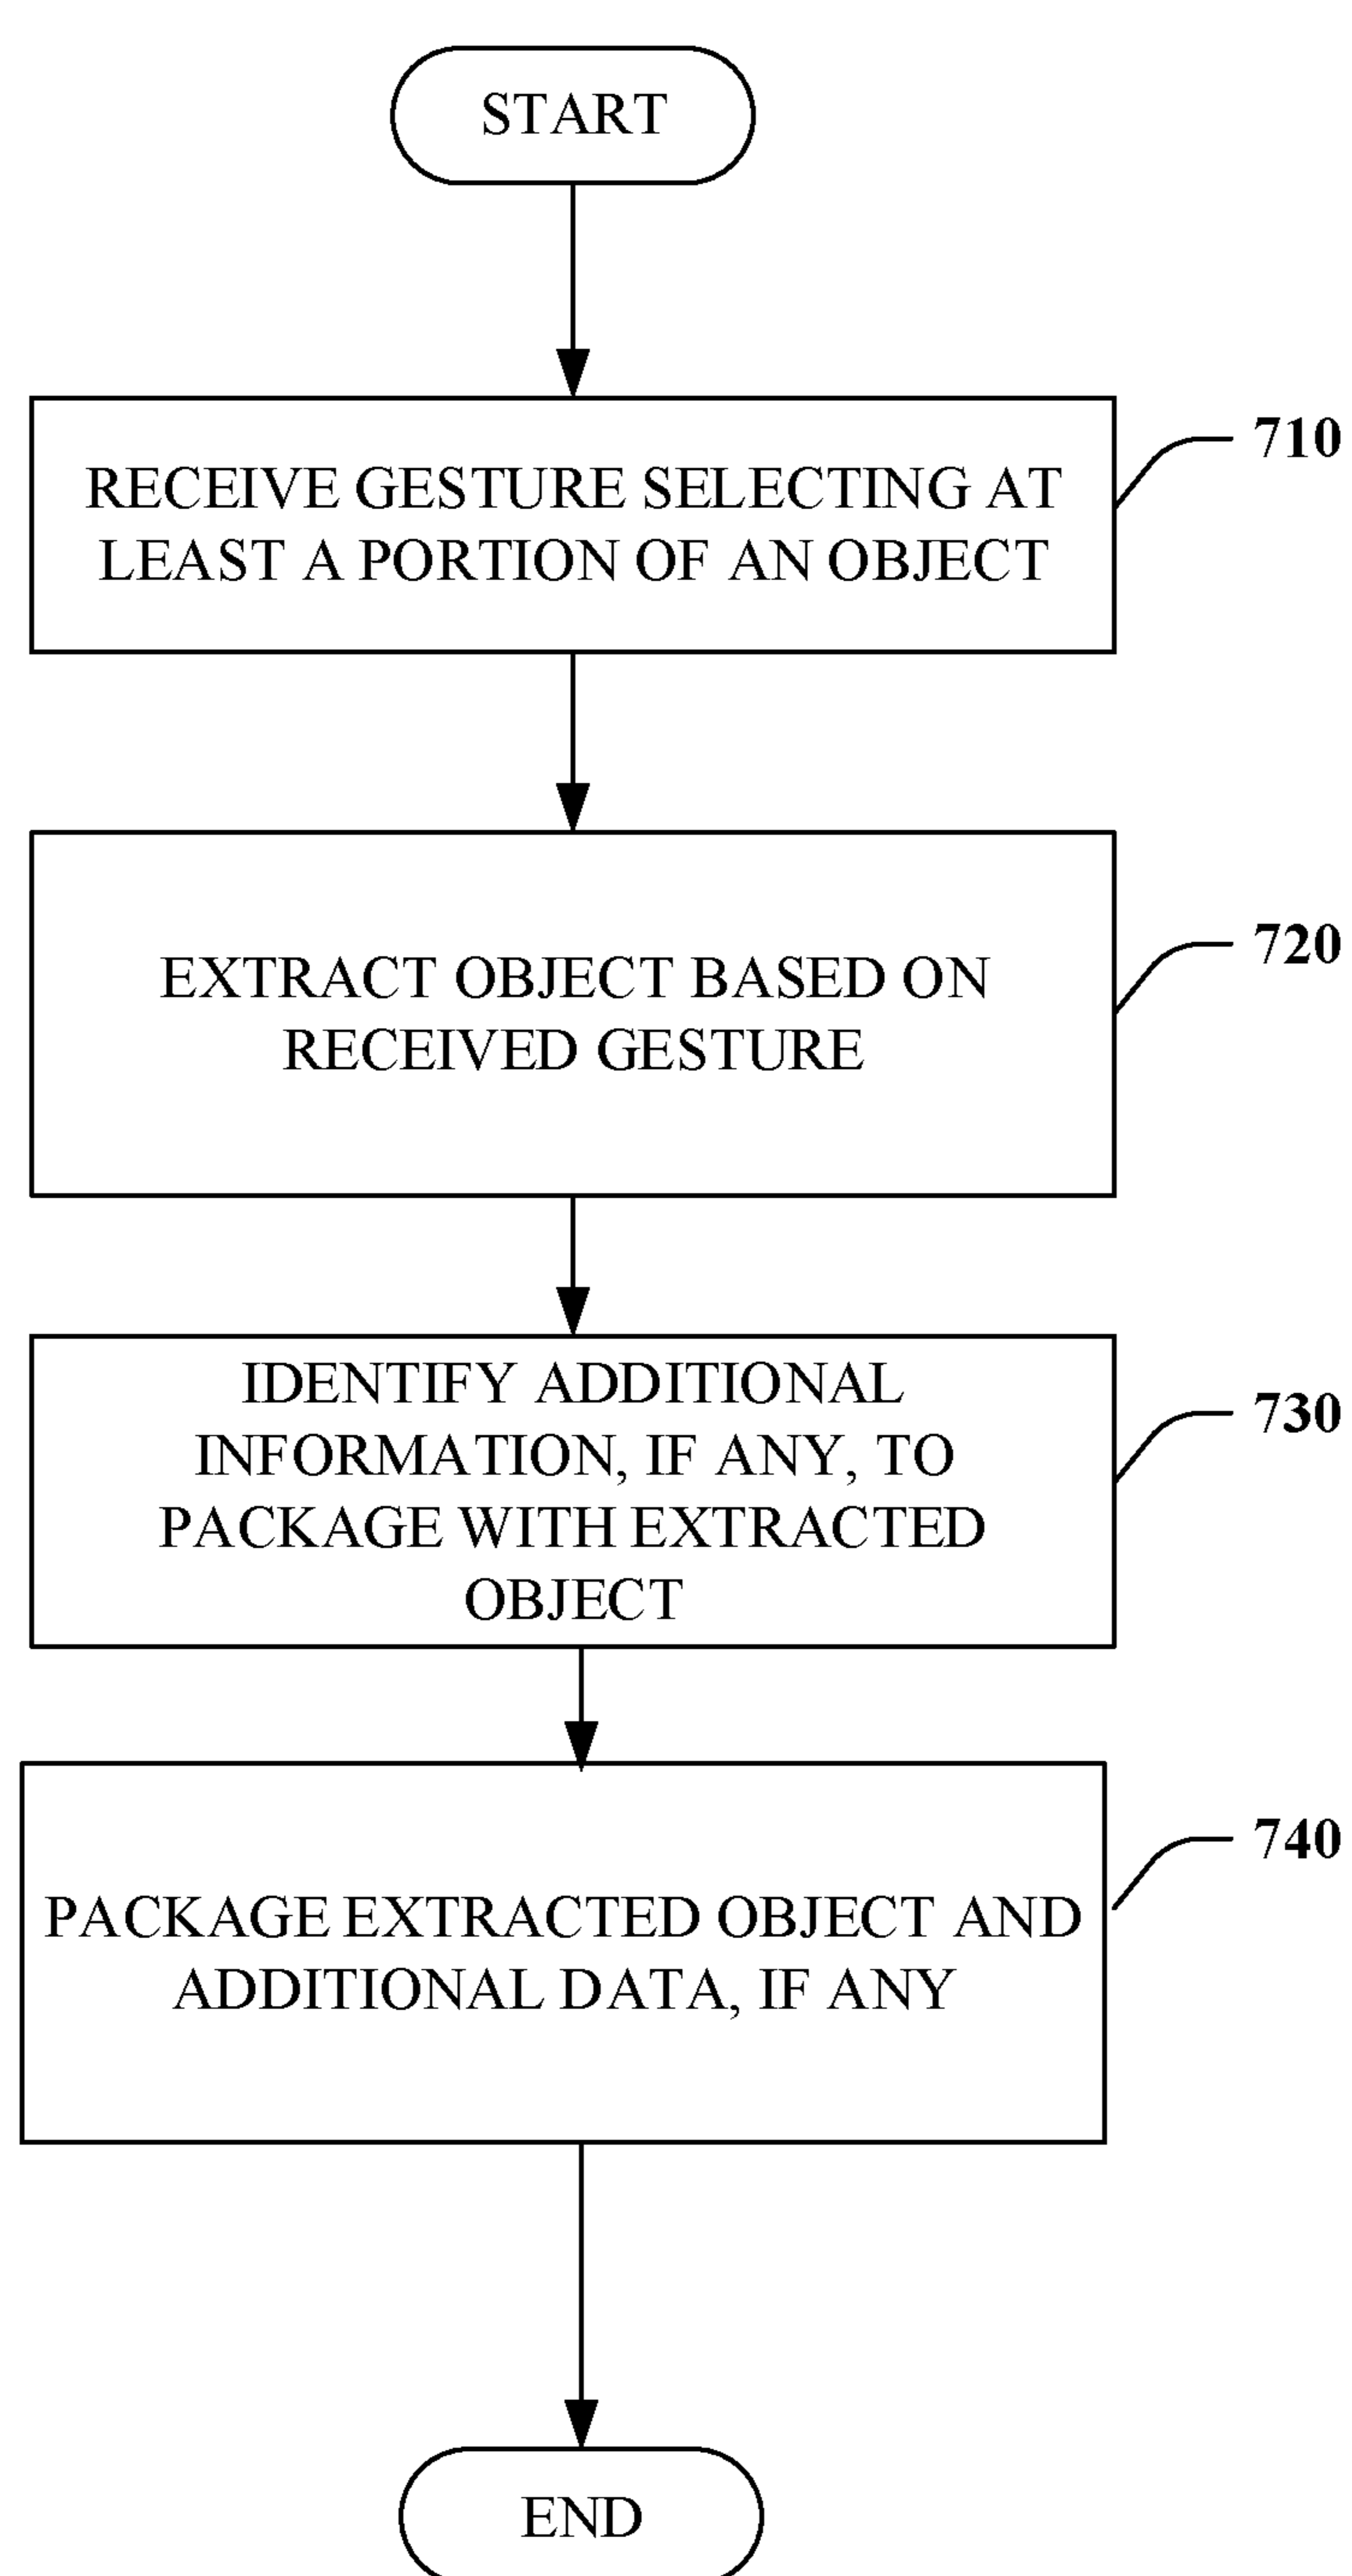 START
RECEIVE GESTURE SELECTING AT
LEAST A PORTION OF AN OBJECT
710
EXTRACT OBJECT BASED ON
RECEIVED GESTURE
720
IDENTIFY ADDITIONAL
INFORMATION, IF ANY, TO
PACKAGE WITH EXTRACTED
OBJECT
730
PACKAGE EXTRACTED OBJECT AND
ADDITIONAL DATA, IF ANY
740
END